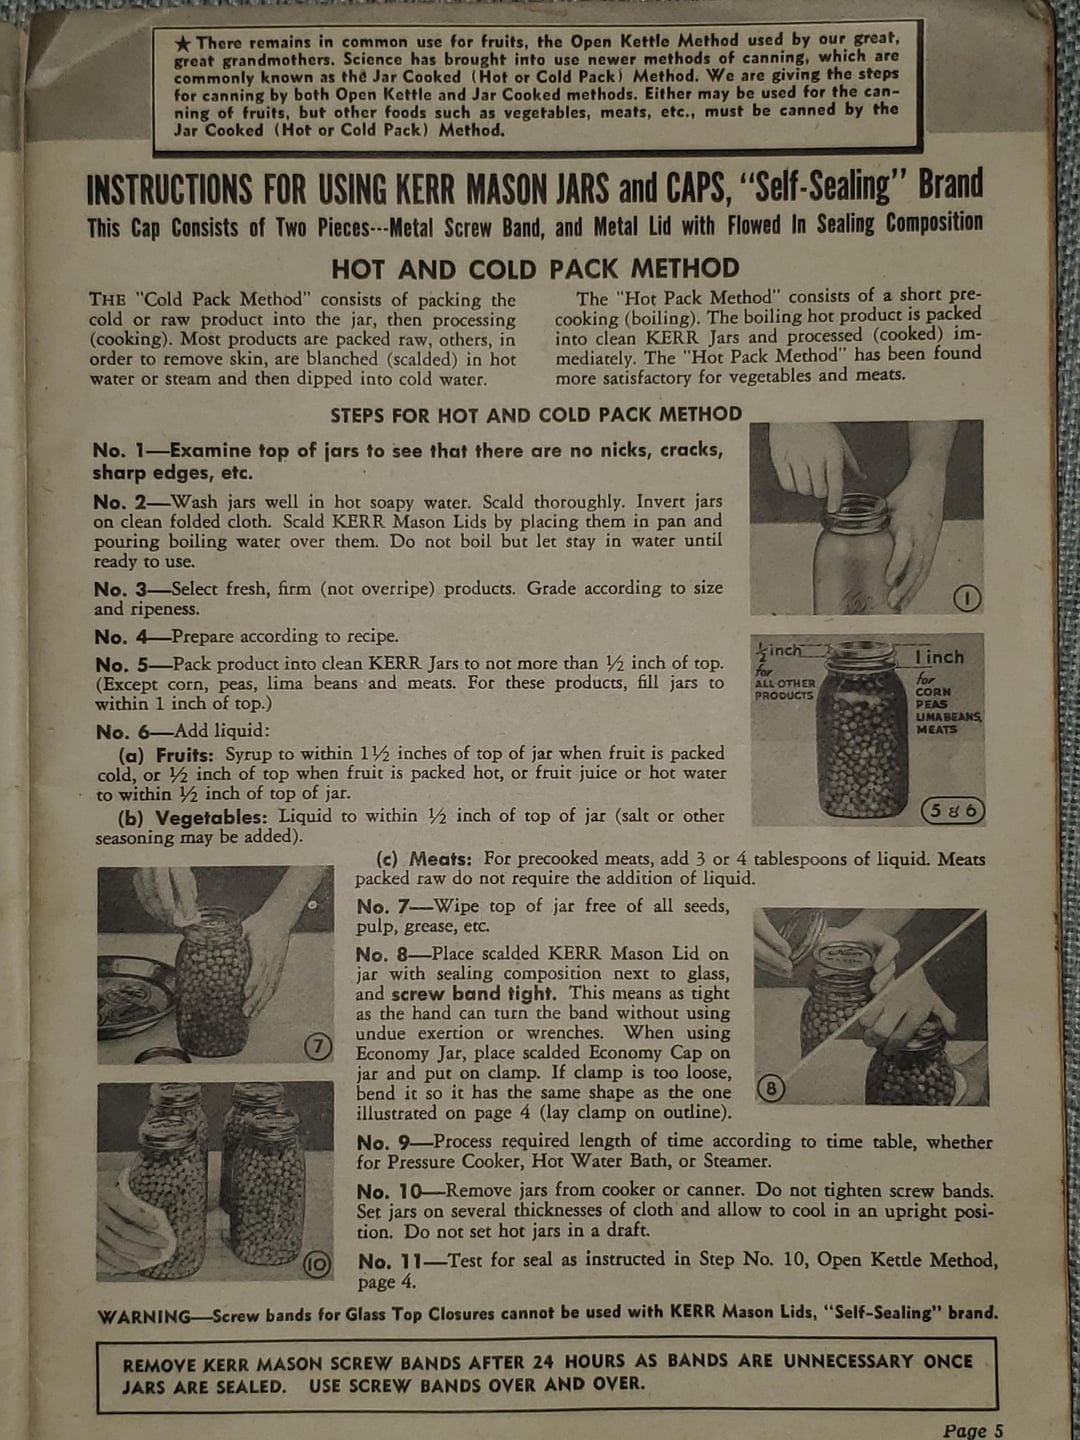 ★ There remains in common use for fruits, the Open Kettle Method used by our great,
great grandmothers. Science has brought into use newer methods of canning, which are
commonly known as the Jar Cooked (Hot or Cold Pack) Method. We are giving the steps
for canning by both Open Kettle and Jar Cooked methods. Either may be used for the can-
ning of fruits, but other foods such as vegetables, meats, etc., must be canned by the
Jar Cooked (Hot or Cold Pack) Method.
INSTRUCTIONS FOR USING KERR MASON JARS and CAPS, "Self-Sealing" Brand
This Cap Consists of Two Pieces---Metal Screw Band, and Metal Lid with Flowed In Sealing Composition
HOT AND COLD PACK METHOD
THE "Cold Pack Method" consists of packing the
cold or raw product into the jar, then processing
(cooking). Most products are packed raw, others, in
order to remove skin, are blanched (scalded) in hot
water or steam and then dipped into cold water.
The "Hot Pack Method" consists of a short pre-
cooking (boiling). The boiling hot product is packed
into clean KERR Jars and processed (cooked) im-
mediately. The "Hot Pack Method" has been found
more satisfactory for vegetables and meats.
STEPS FOR HOT AND COLD PACK METHOD
No. 1—Examine top of jars to see that there are no nicks, cracks,
sharp edges, etc.
No. 2—Wash jars well in hot soapy water. Scald thoroughly. Invert jars
on clean folded cloth. Scald KERR Mason Lids by placing them in pan and
pouring boiling water over them. Do not boil but let stay in water until
ready to use.
No. 3—Select fresh, firm (not overripe) products. Grade according to size
and ripeness.
1
No. 4—Prepare according to recipe.
No. 5—Pack product into clean KERR Jars to not more than ½ inch of top.
(Except corn, peas, lima beans and meats. For these products, fill jars to
within 1 inch of top.)
No. 6—Add liquid:
(a) Fruits: Syrup to within 1½ inches of top of jar when fruit is packed
cold, or ½ inch of top when fruit is packed hot, or fruit juice or hot water
to within ½ inch of top of jar.
(b) Vegetables: Liquid to within ½ inch of top of jar (salt or other
seasoning may be added).
½ inch
for
ALL OTHER
PRODUCTS
1 inch
for
CORN
PEAS
LIMA BEANS,
MEATS
5 & 6
(c) Meats: For precooked meats, add 3 or 4 tablespoons of liquid. Meats
packed raw do not require the addition of liquid.
No. 7—Wipe top of jar free of all seeds,
pulp, grease, etc.
7
No. 8—Place scalded KERR Mason Lid on
jar with sealing composition next to glass,
and screw band tight. This means as tight
as the hand can turn the band without using
undue exertion or wrenches. When using
Economy Jar, place scalded Economy Cap on
jar and put on clamp. If clamp is too loose,
bend it so it has the same shape as the one
illustrated on page 4 (lay clamp on outline).
8
No. 9—Process required length of time according to time table, whether
for Pressure Cooker, Hot Water Bath, or Steamer.
No. 10—Remove jars from cooker or canner. Do not tighten screw bands.
Set jars on several thicknesses of cloth and allow to cool in an upright posi-
tion. Do not set hot jars in a draft.
10
No. 11—Test for seal as instructed in Step No. 10, Open Kettle Method,
page 4.
WARNING—Screw bands for Glass Top Closures cannot be used with KERR Mason Lids, "Self-Sealing" brand.
REMOVE KERR MASON SCREW BANDS AFTER 24 HOURS AS BANDS ARE UNNECESSARY ONCE
JARS ARE SEALED. USE SCREW BANDS OVER AND OVER.
Page 5